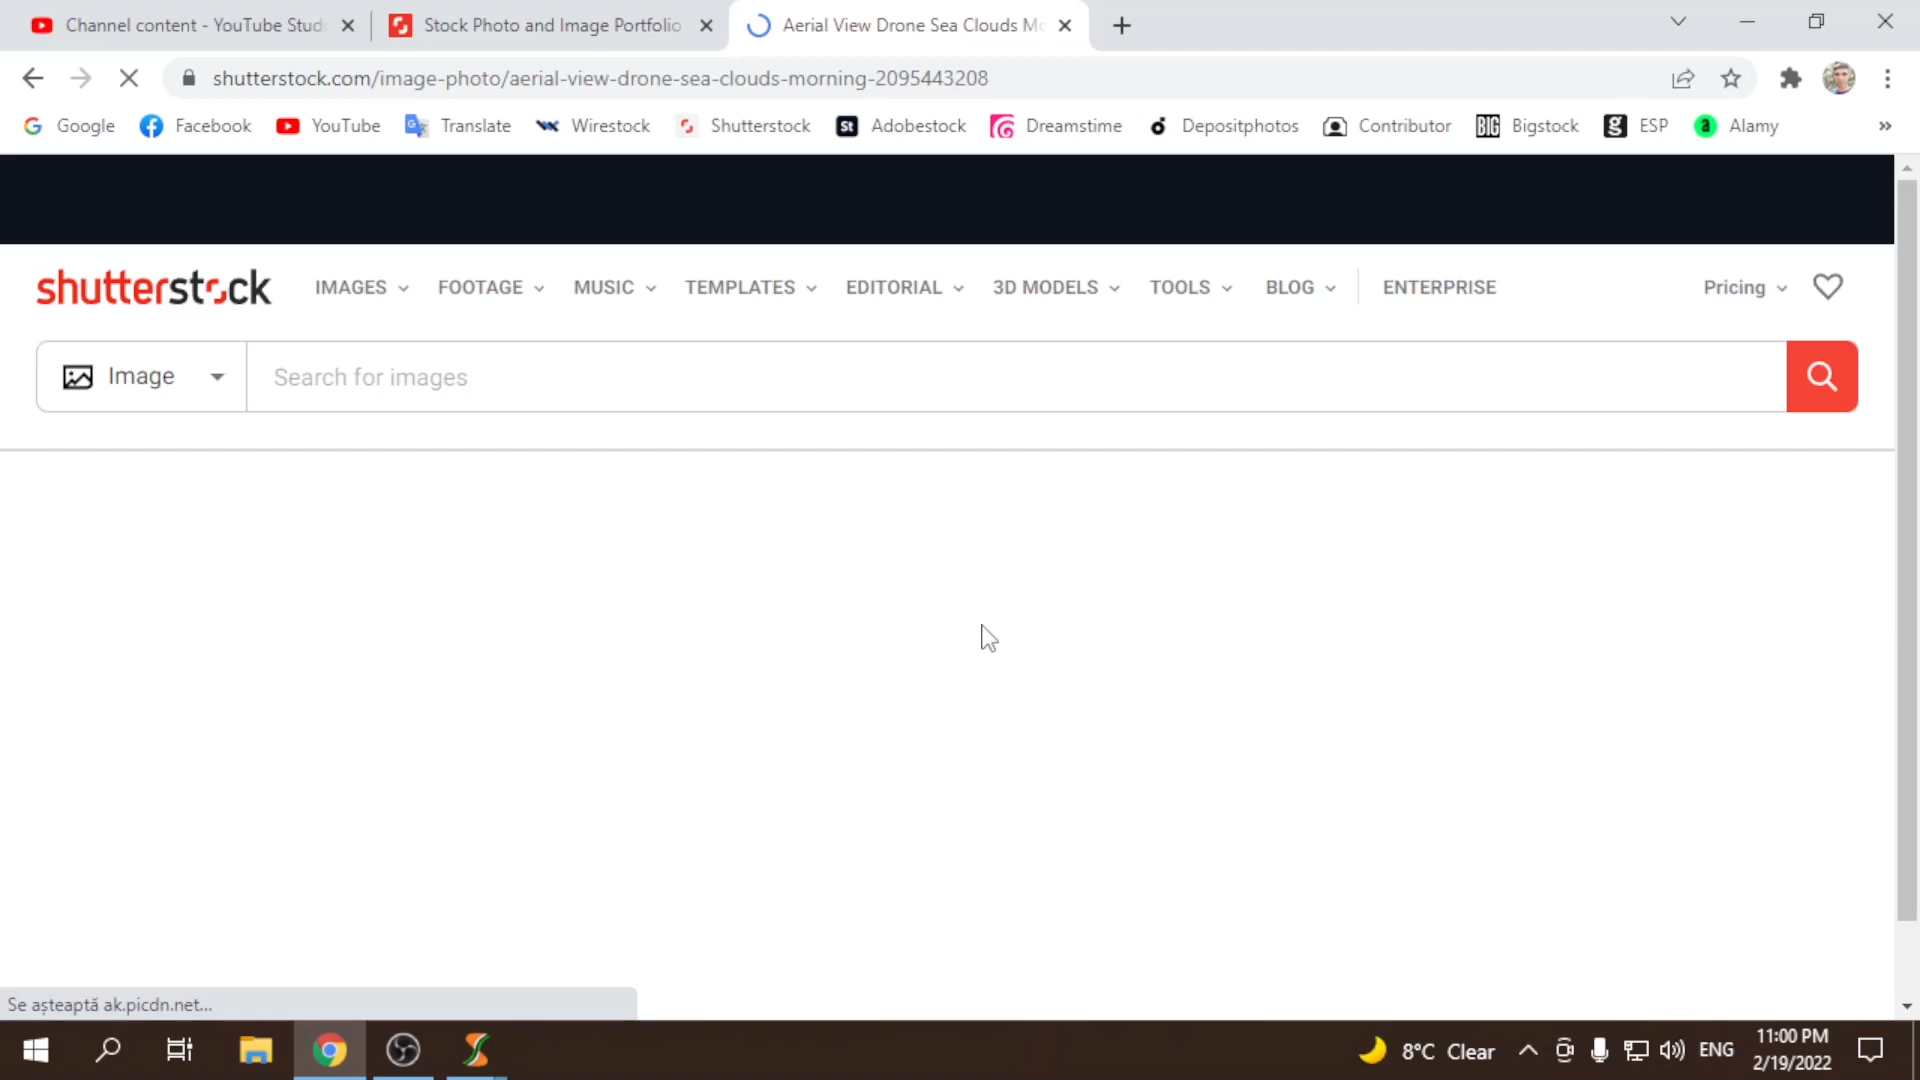 Channel content - YouTube Studi
Stock Photo and Image Portfolio
Aerial View Drone Sea Clouds Mo
shutterstock.com/image-photo/aerial-view-drone-sea-clouds-morning-2095443208
Google
Facebook
YouTube
Translate
Wirestock
St
Shutterstock
Adobestock
Dreamstime
Depositphotos
Contributor
BIG
Bigstock
ESP
Alamy
shutterstock
IMAGES
FOOTAGE
MUSIC
TEMPLATES
EDITORIAL
3D MODELS
TOOLS
BLOG
ENTERPRISE
Pricing
Image
Search for images
Se așteaptă ak.picdn.net...
8°C Clear
ENG
11:00 PM
2/19/2022